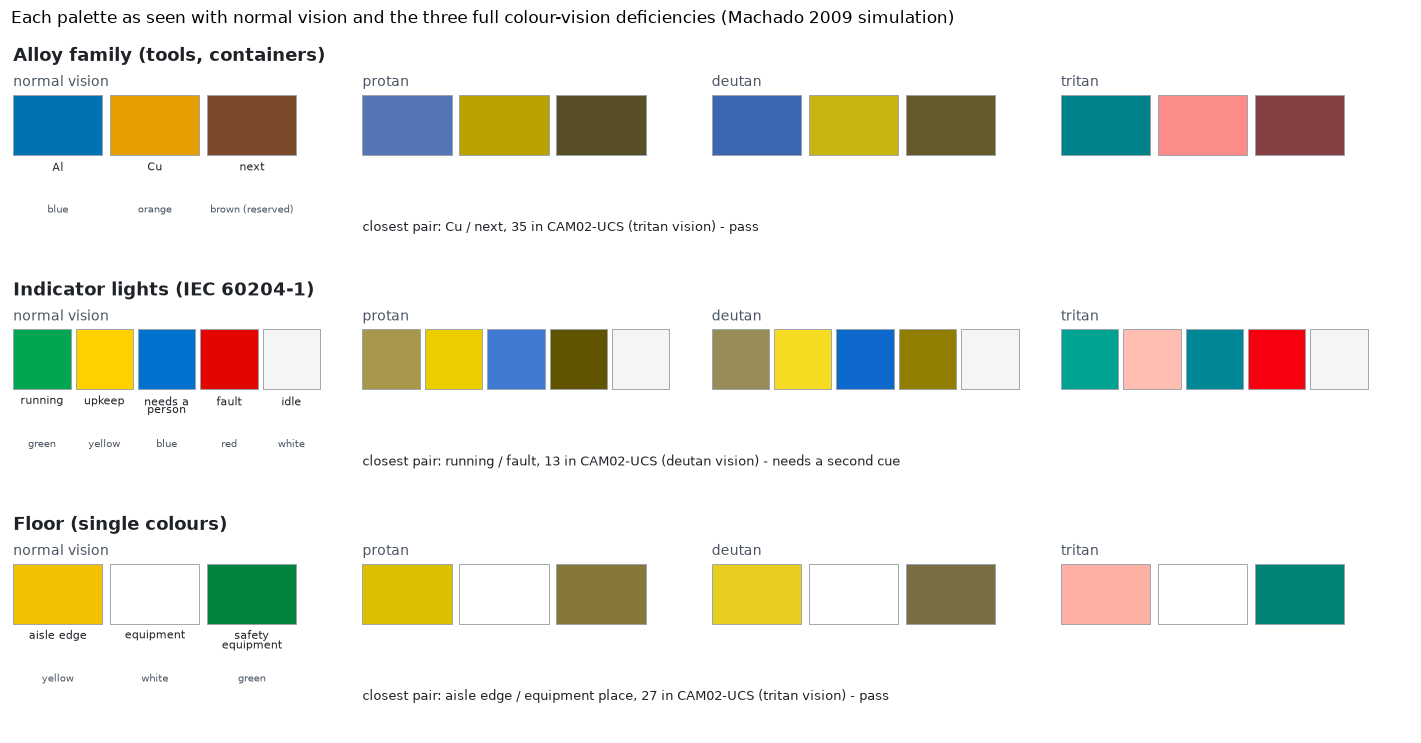 Each palette as seen with normal vision and the three full colour-vision deficiencies (Machado 2009 simulation)
Alloy family (tools, containers)
normal vision
protan
deutan
tritan
Al
Cu
next
blue
orange
brown (reserved)
closest pair: Cu / next, 35 in CAM02-UCS (tritan vision) - pass
Indicator lights (IEC 60204-1)
normal vision
protan
deutan
tritan
running
upkeep
needs a
person
fault
idle
green
yellow
blue
red
white
closest pair: running / fault, 13 in CAM02-UCS (deutan vision) - needs a second cue
Floor (single colours)
normal vision
protan
deutan
tritan
aisle edge
equipment
safety
equipment
yellow
white
green
closest pair: aisle edge / equipment place, 27 in CAM02-UCS (tritan vision) - pass